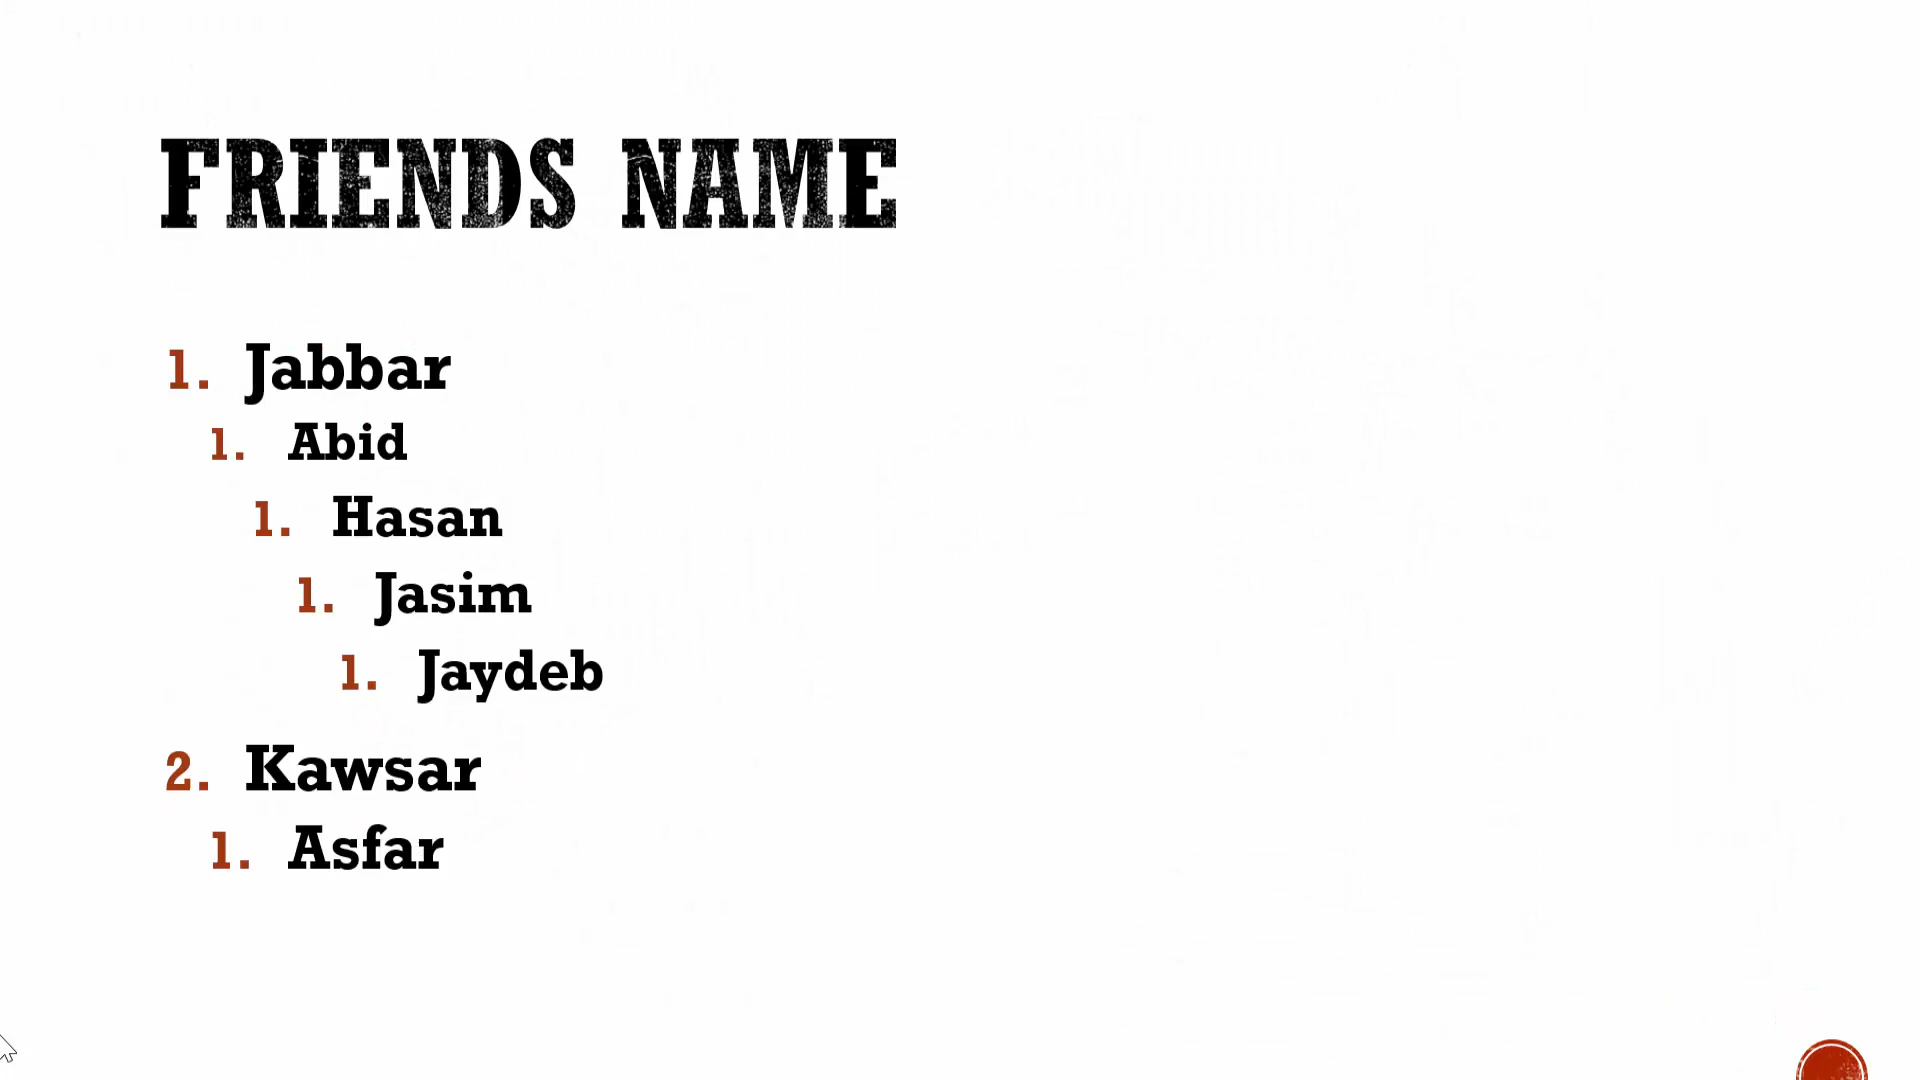 FRIENDS NAME
1. Jabbar
1. Abid
1. Hasan
1. Jasim
1. Jaydeb
2. Kawsar
1. Asfar